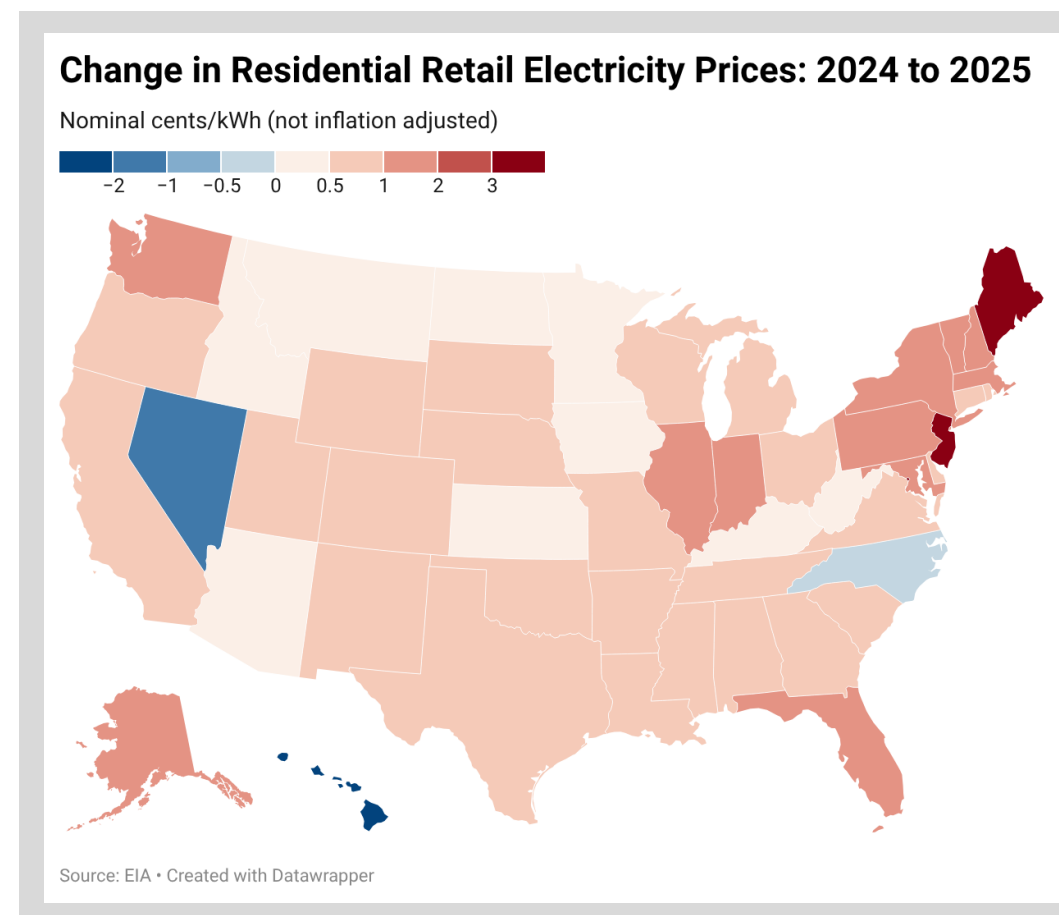 Change in Residential Retail Electricity Prices: 2024 to 2025
Nominal cents/kWh (not inflation adjusted)
−2 −1 −0.5 0 0.5 1 2 3
Source: EIA • Created with Datawrapper